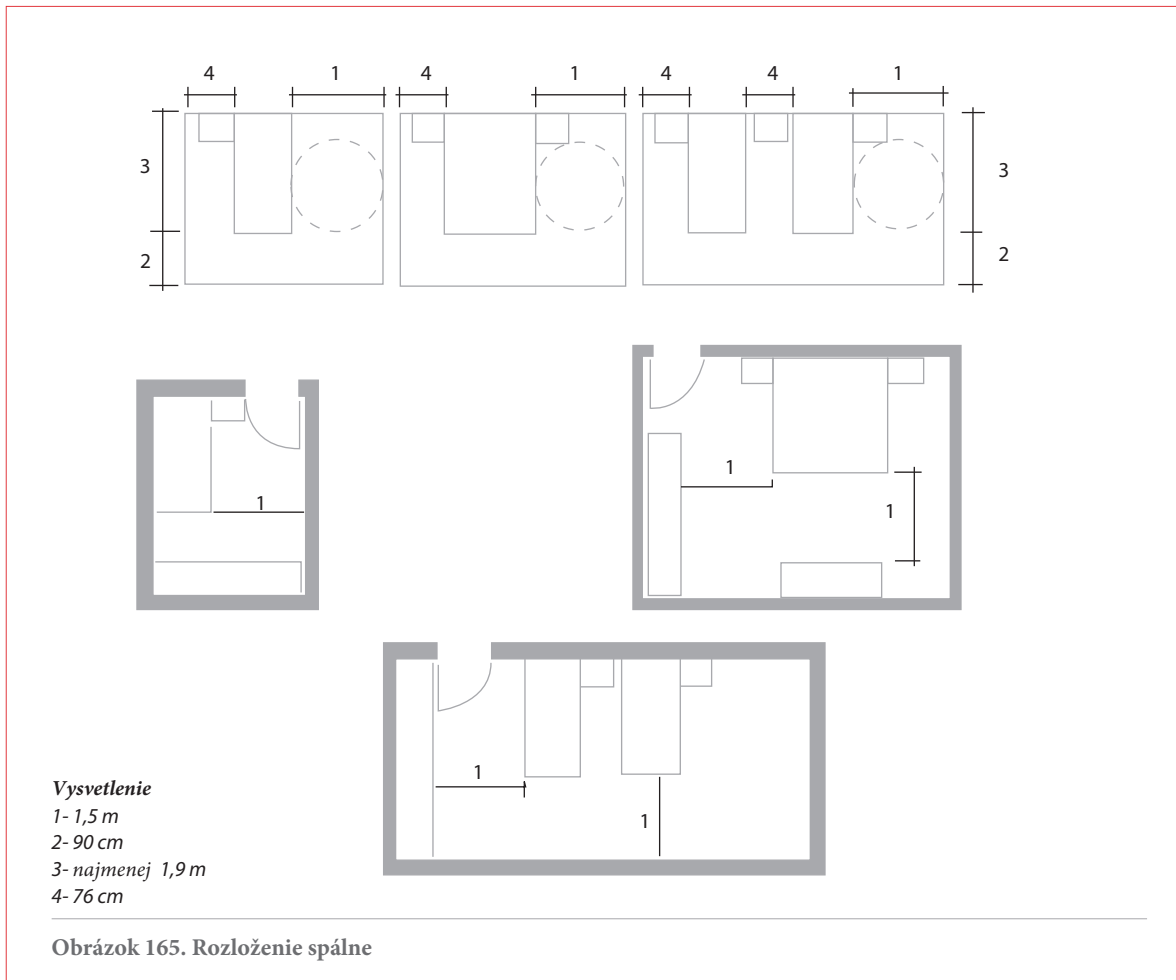 4 1 4 1 4 4 1
3 3
2 2
1
1
1
1
1
Vysvetlenie
1- 1,5 m
2- 90 cm
3- najmenej 1,9 m
4- 76 cm
Obrázok 165. Rozloženie spálne